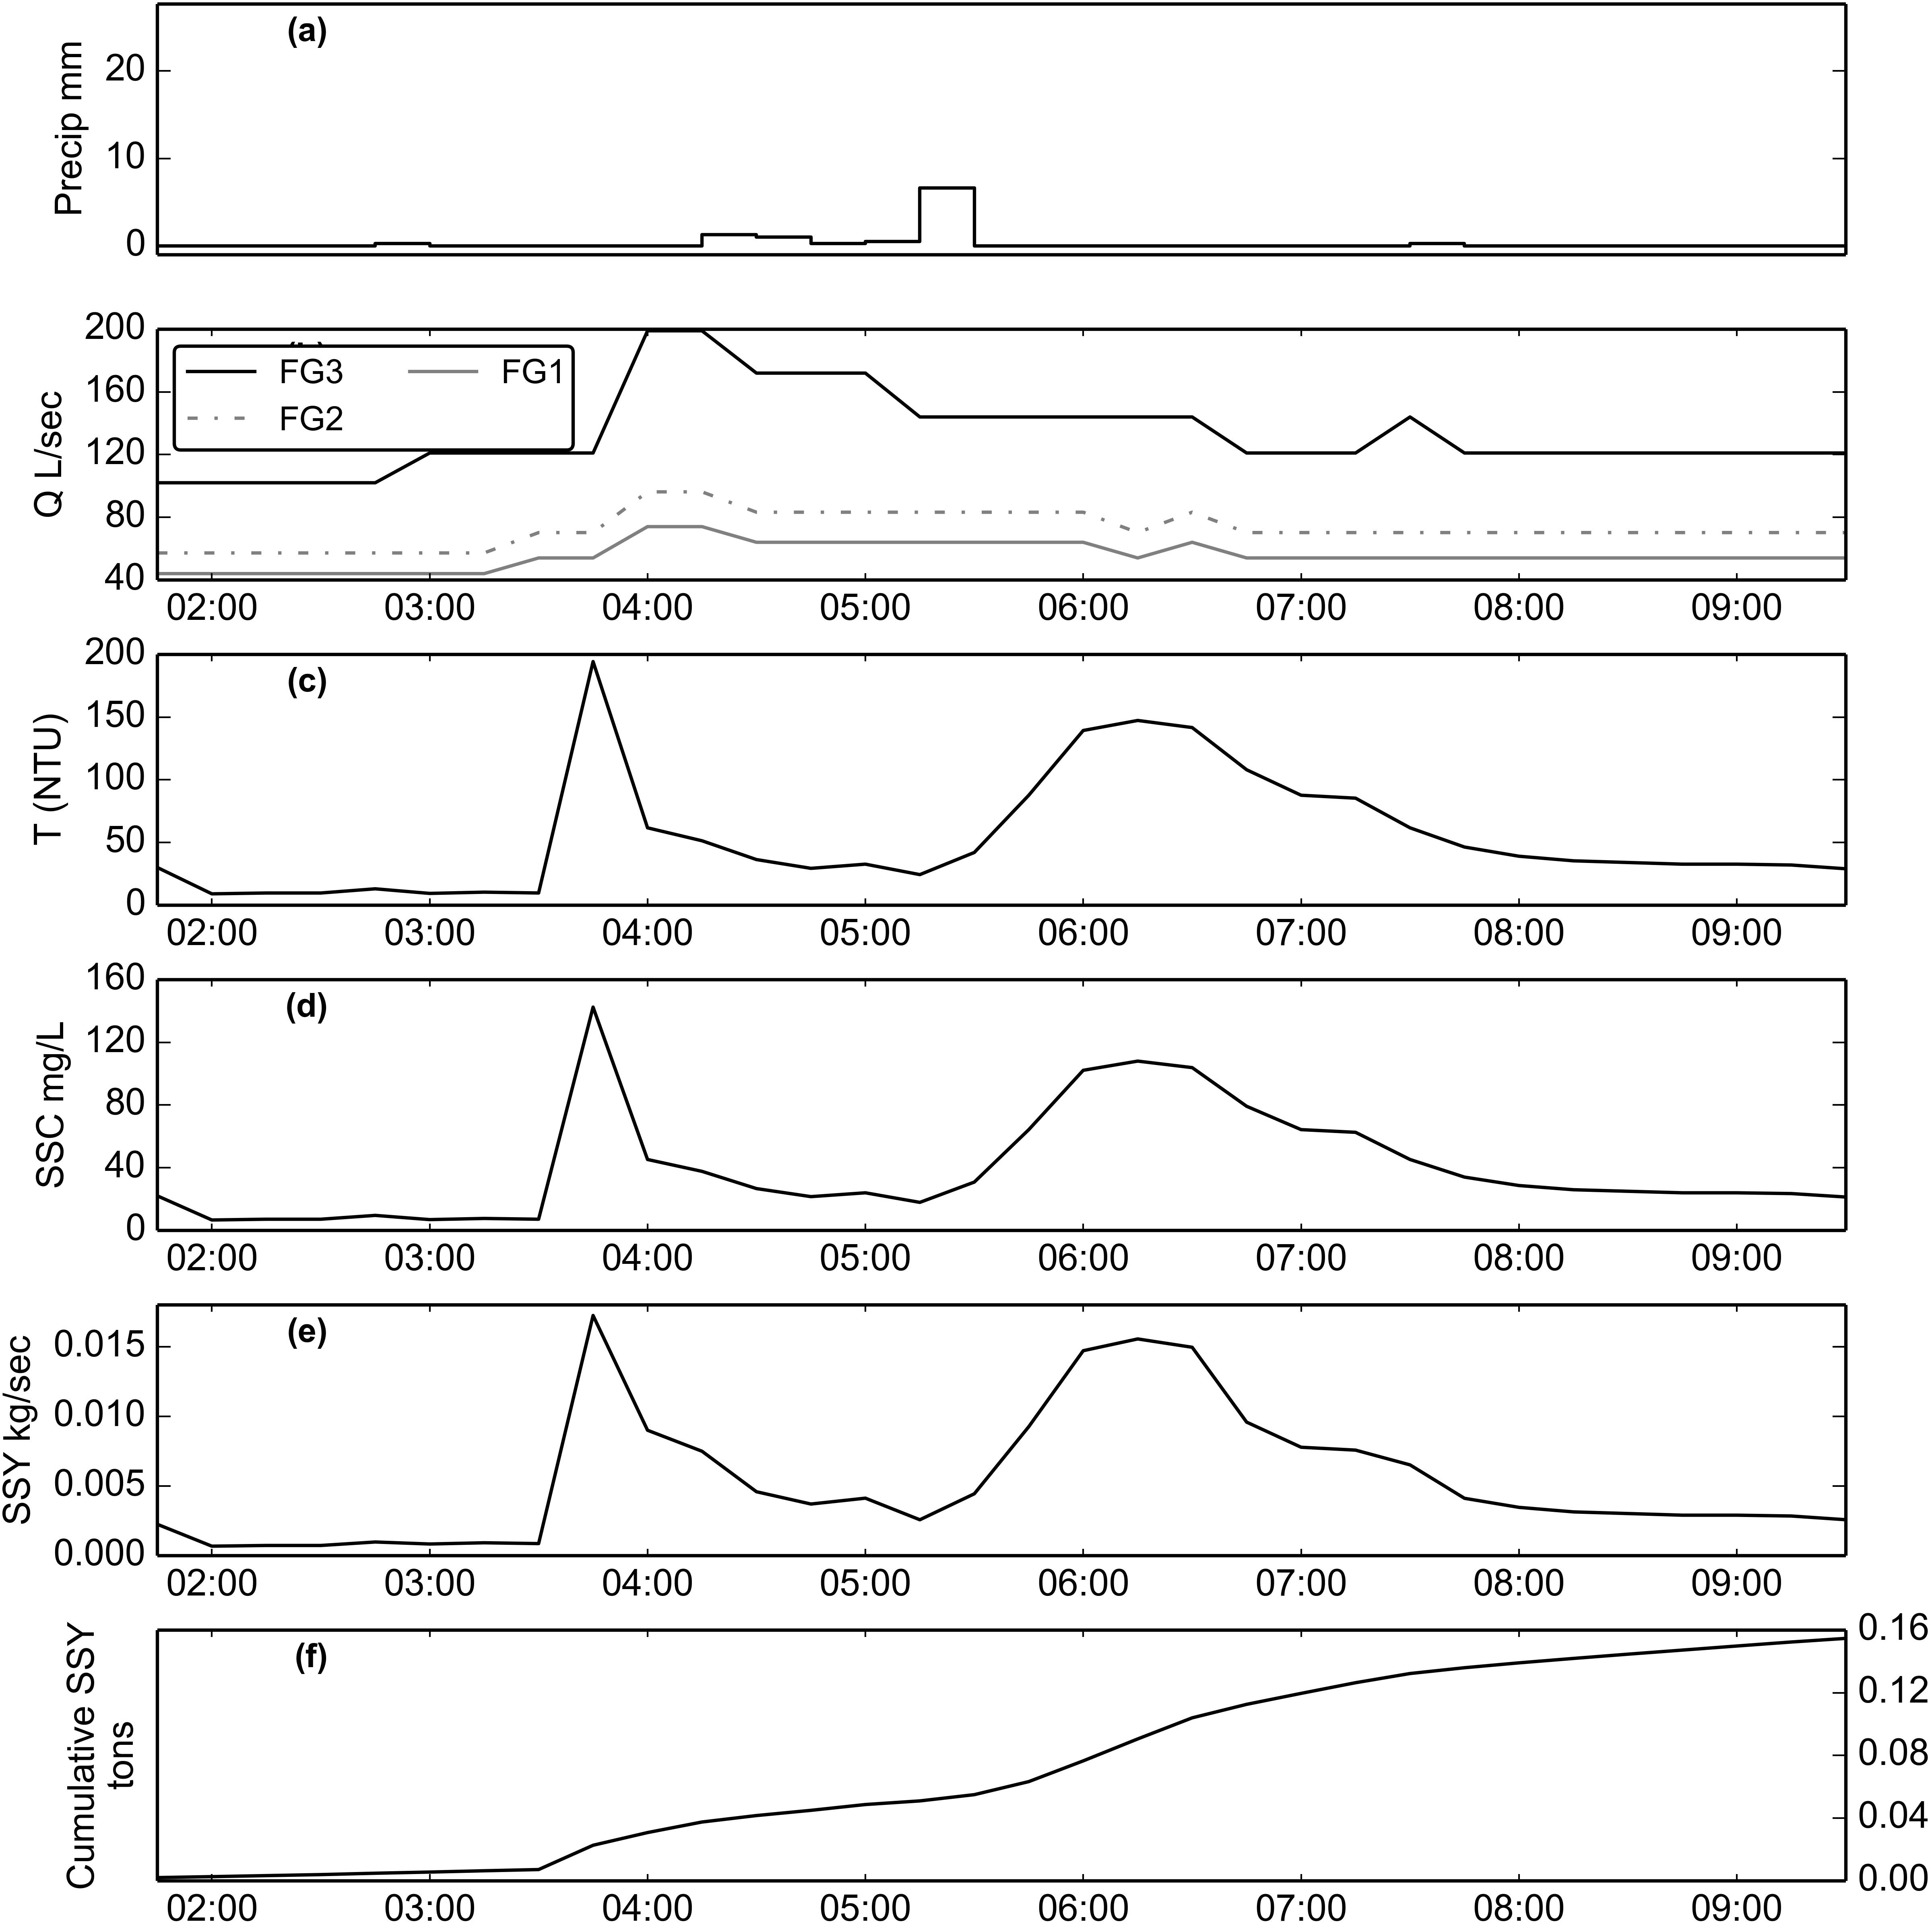 (a)
Precip mm
20
10
0
200
160
120
80
40
Q L/sec
FG3 FG1
FG2
02:00 03:00 04:00 05:00 06:00 07:00 08:00 09:00
(c)
T (NTU)
200
150
100
50
0
02:00 03:00 04:00 05:00 06:00 07:00 08:00 09:00
(d)
SSC mg/L
160
120
80
40
0
02:00 03:00 04:00 05:00 06:00 07:00 08:00 09:00
(e)
SSY kg/sec
0.015
0.010
0.005
0.000
02:00 03:00 04:00 05:00 06:00 07:00 08:00 09:00
(f)
Cumulative SSY
tons
0.16
0.12
0.08
0.04
0.00
02:00 03:00 04:00 05:00 06:00 07:00 08:00 09:00